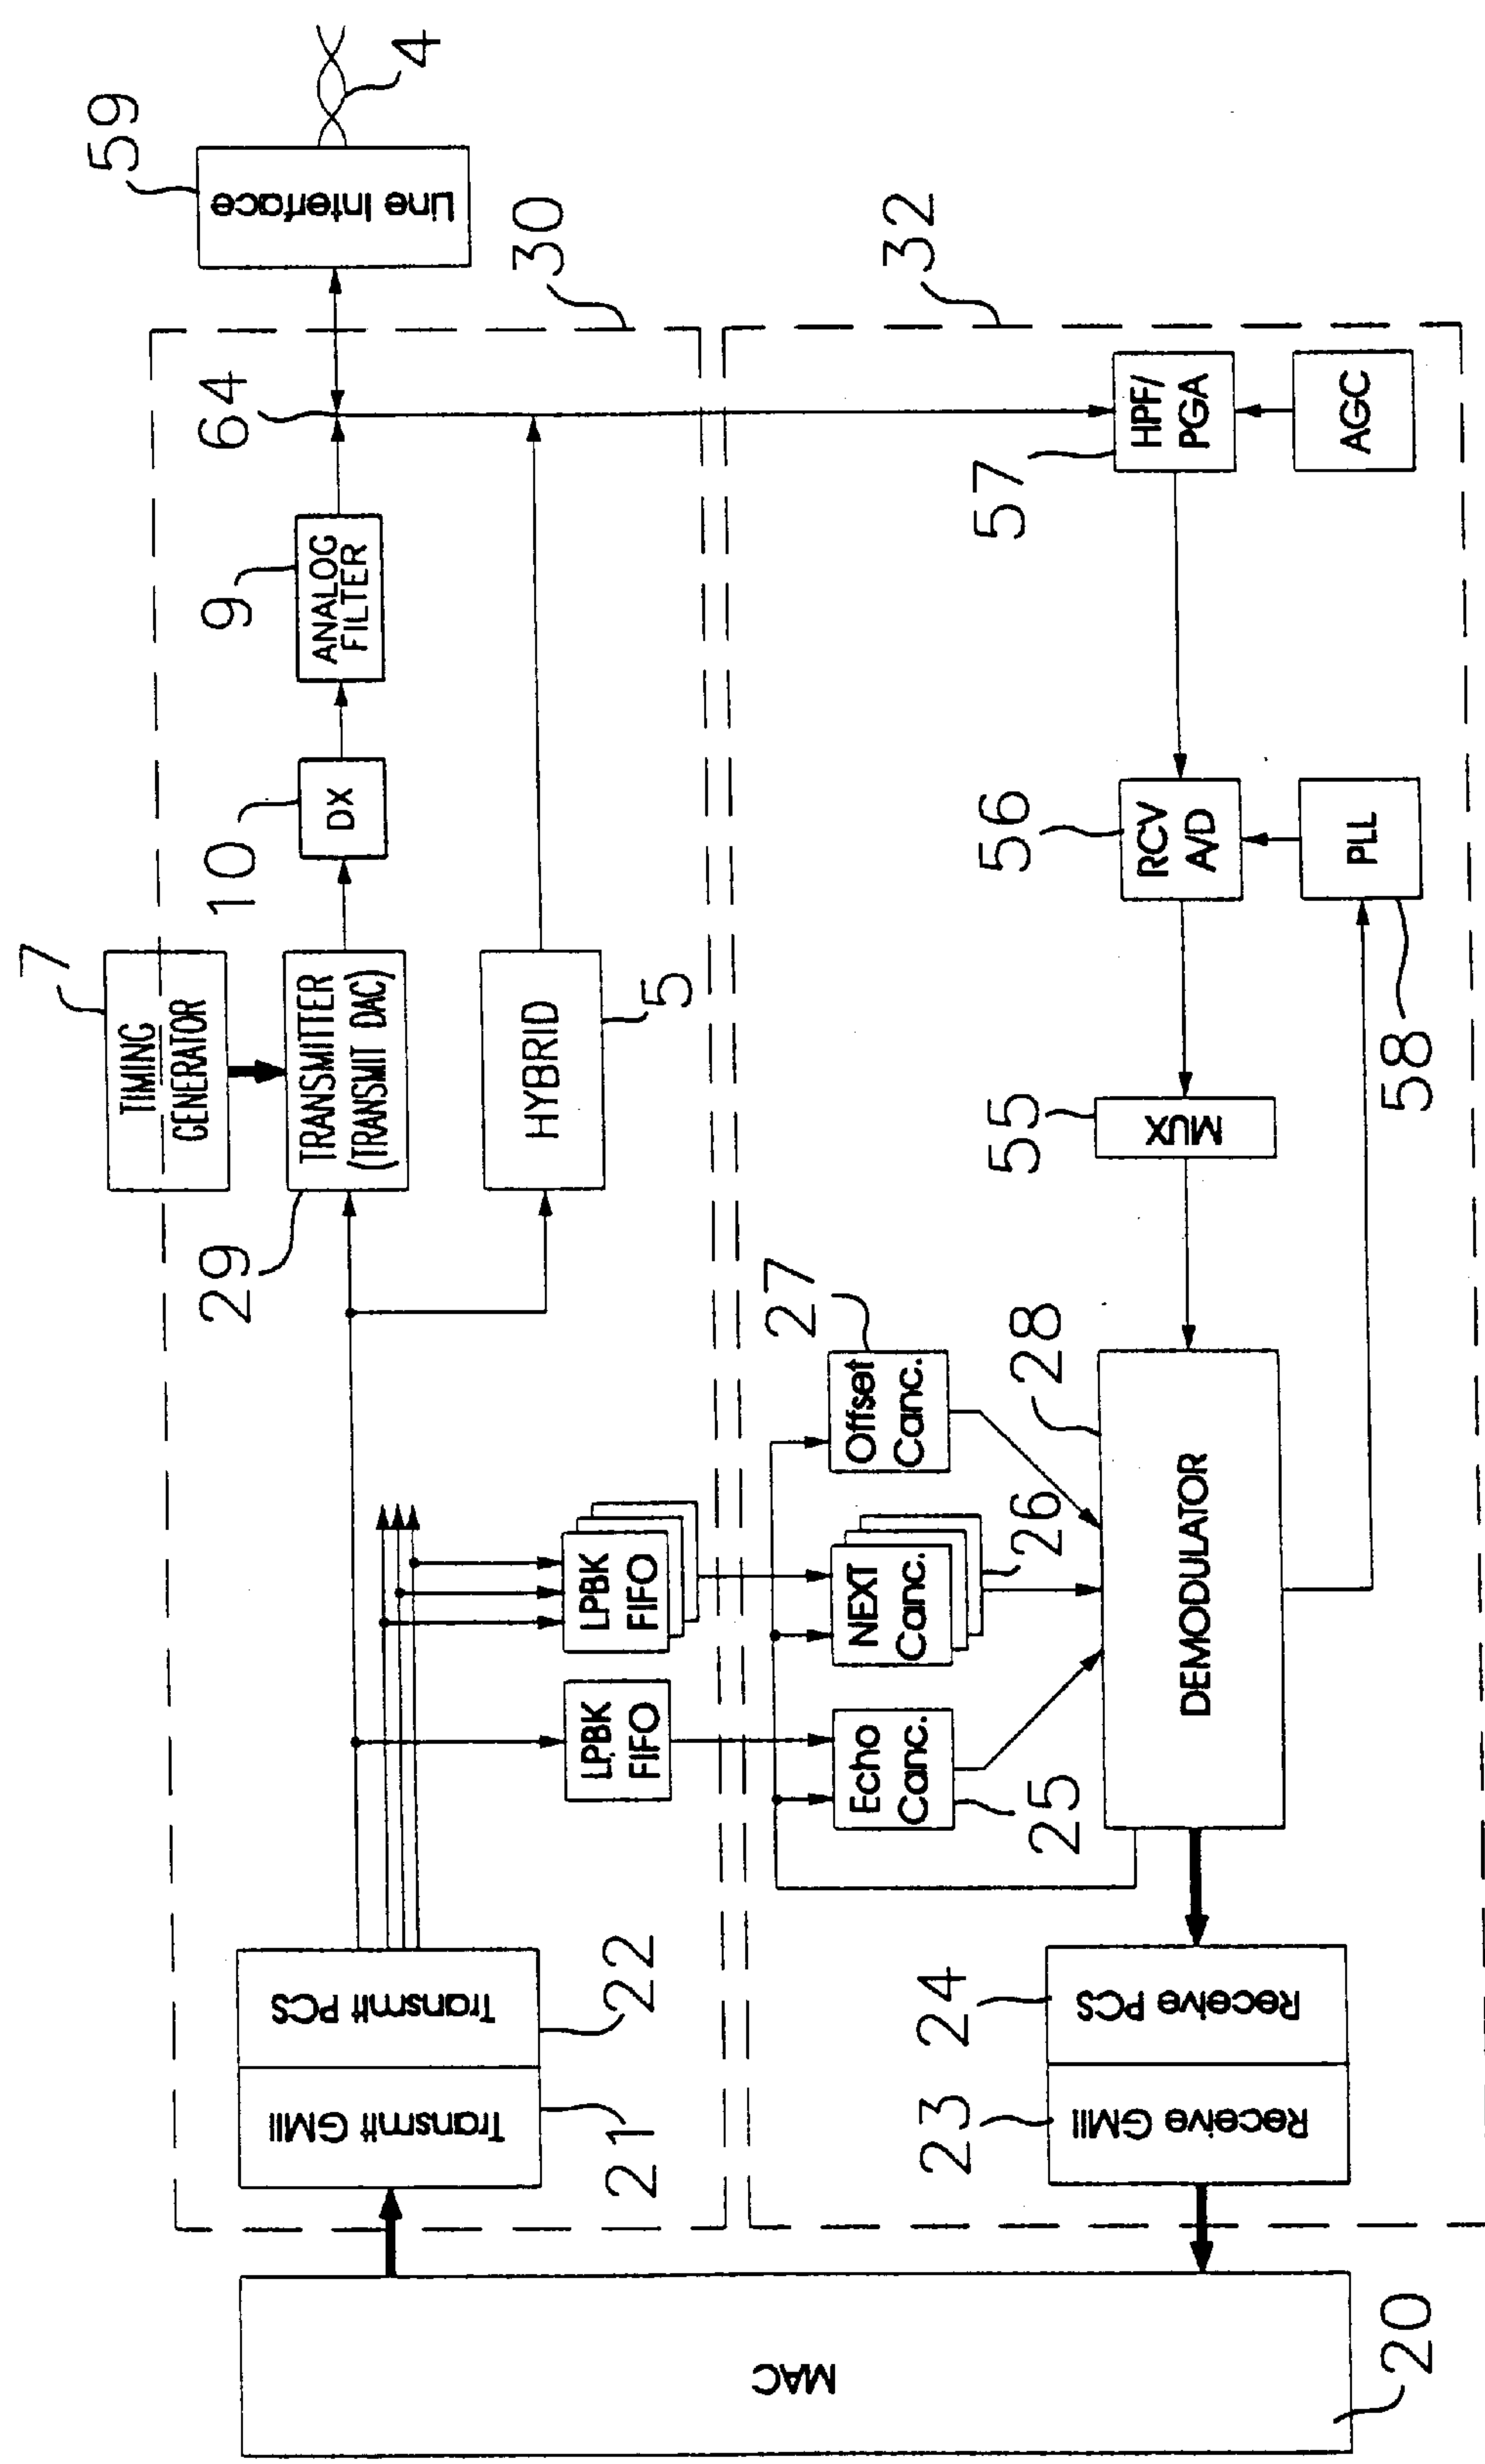 7
TIMING
GENERATOR
29
TRANSMITTER
(TRANSMIT DAC)
10
DX
9
ANALOG
FILTER
64
59
Line Interface
4
HYBRID
5
30
Transmit GMII
21
Transmit PCS
22
LPBK
FIFO
LPBK
FIFO
MAC
20
Echo
Canc.
25
NEXT
Canc.
26
Offset
Canc.
27
DEMODULATOR
28
55
MUX
56
RCV
A/D
PLL
58
57
HPF/
PGA
AGC
32
23
Receive GMII
24
Receive PCS